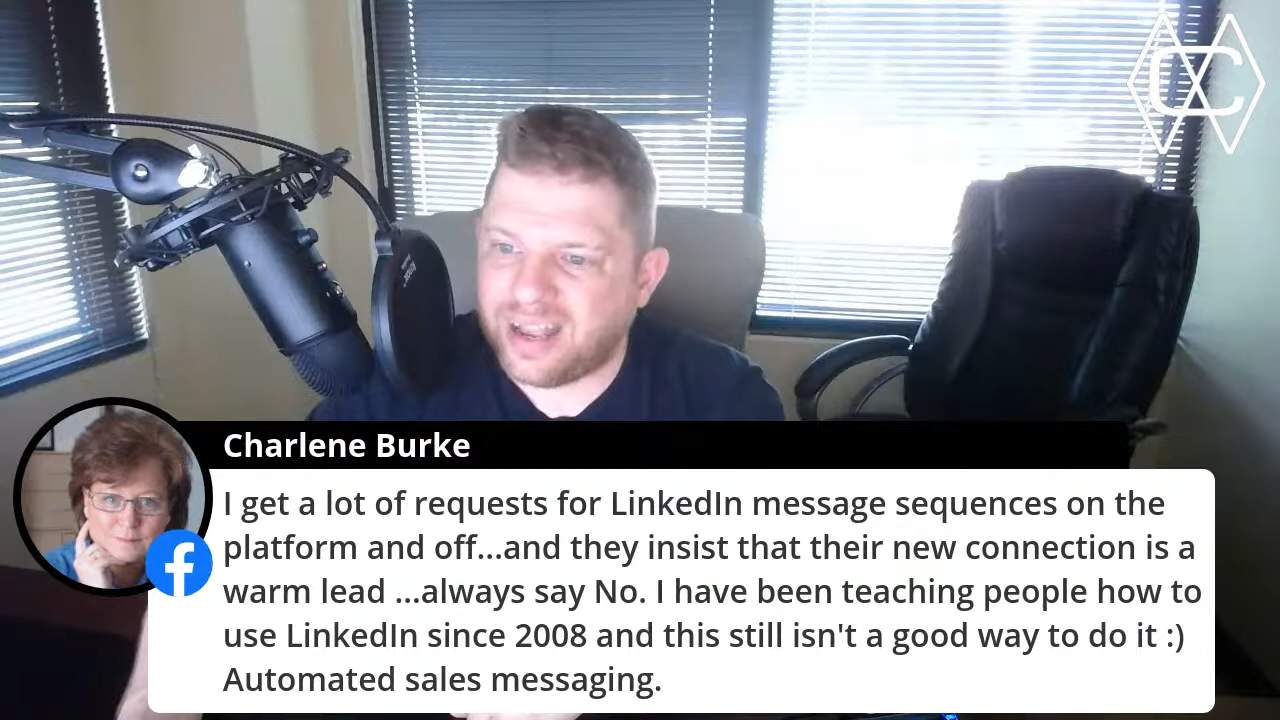 Charlene Burke
I get a lot of requests for LinkedIn message sequences on the
platform and off...and they insist that their new connection is a
warm lead ...always say No. I have been teaching people how to
use LinkedIn since 2008 and this still isn't a good way to do it :)
Automated sales messaging.